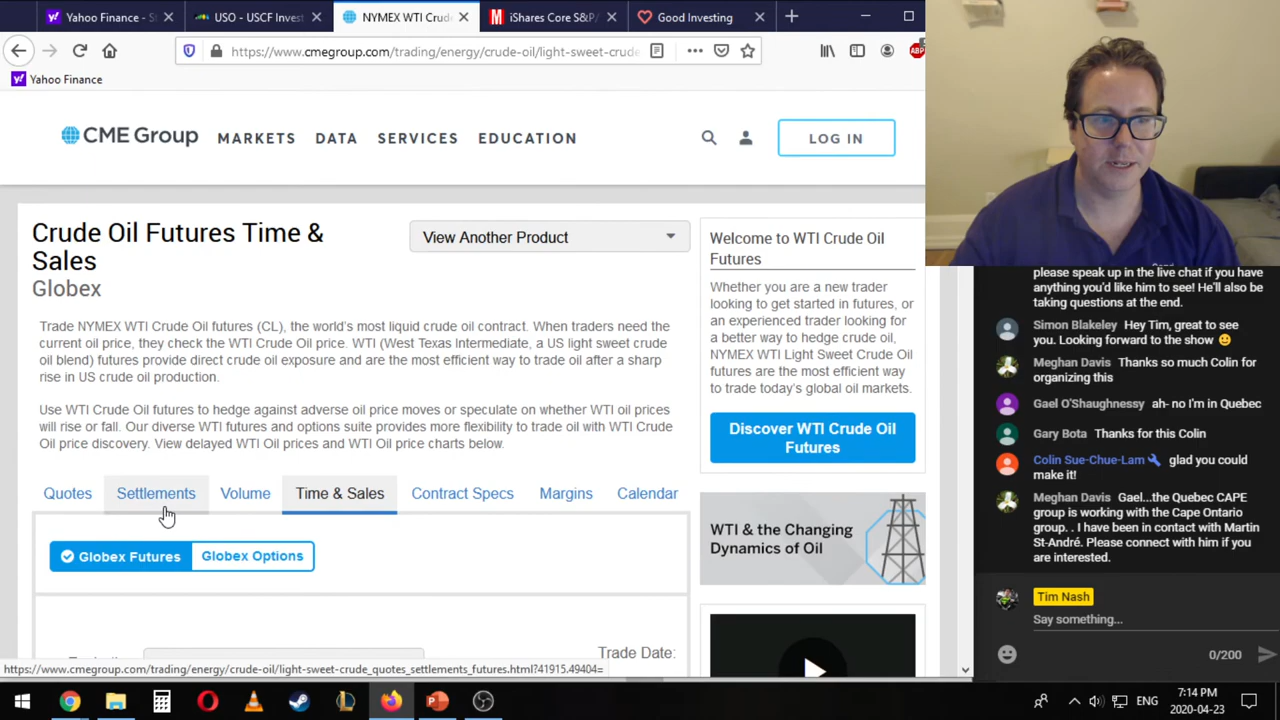 Yahoo Finance - St
USO - USCF Invest
NYMEX WTI Crud
iShares Core S&P/
Good Investing
https://www.cmegroup.com/trading/energy/crude-oil/light-sweet-crude
ABP
Yahoo Finance
CME Group
MARKETS
DATA
SERVICES
EDUCATION
LOG IN
Crude Oil Futures Time &
Sales
Globex
View Another Product
Trade NYMEX WTI Crude Oil futures (CL), the world's most liquid crude oil contract. When traders need the
current oil price, they check the WTI Crude Oil price. WTI (West Texas Intermediate, a US light sweet crude
oil blend) futures provide direct crude oil exposure and are the most efficient way to trade oil after a sharp
rise in US crude oil production.
Use WTI Crude Oil futures to hedge against adverse oil price moves or speculate on whether WTI oil prices
will rise or fall. Our diverse WTI futures and options suite provides more flexibility to trade oil with WTI Crude
Oil price discovery. View delayed WTI Oil prices and WTI Oil price charts below.
Quotes
Settlements
Volume
Time & Sales
Contract Specs
Margins
Calendar
Globex Futures
Globex Options
Trade Date:
https://www.cmegroup.com/trading/energy/crude-oil/light-sweet-crude_quotes_settlements_futures.html?41915.49404=
Welcome to WTI Crude Oil
Futures
Whether you are a new trader
looking to get started in futures, or
an experienced trader looking for
a better way to hedge crude oil,
NYMEX WTI Light Sweet Crude Oil
futures are the most efficient way
to trade today's global oil markets.
Discover WTI Crude Oil
Futures
WTI & the Changing
Dynamics of Oil
please speak up in the live chat if you have
anything you'd like him to see! He'll also be
taking questions at the end.
Simon Blakeley Hey Tim, great to see
you. Looking forward to the show
Meghan Davis Thanks so much Colin for
organizing this
Gael O'Shaughnessy ah- no I'm in Quebec
Gary Bota Thanks for this Colin
Colin Sue-Chue-Lam glad you could
make it!
Meghan Davis Gael...the Quebec CAPE
group is working with the Cape Ontario
group. . I have been in contact with Martin
St-André. Please connect with him if you
are interested.
Tim Nash
Say something...
0/200
ENG
7:14 PM
2020-04-23